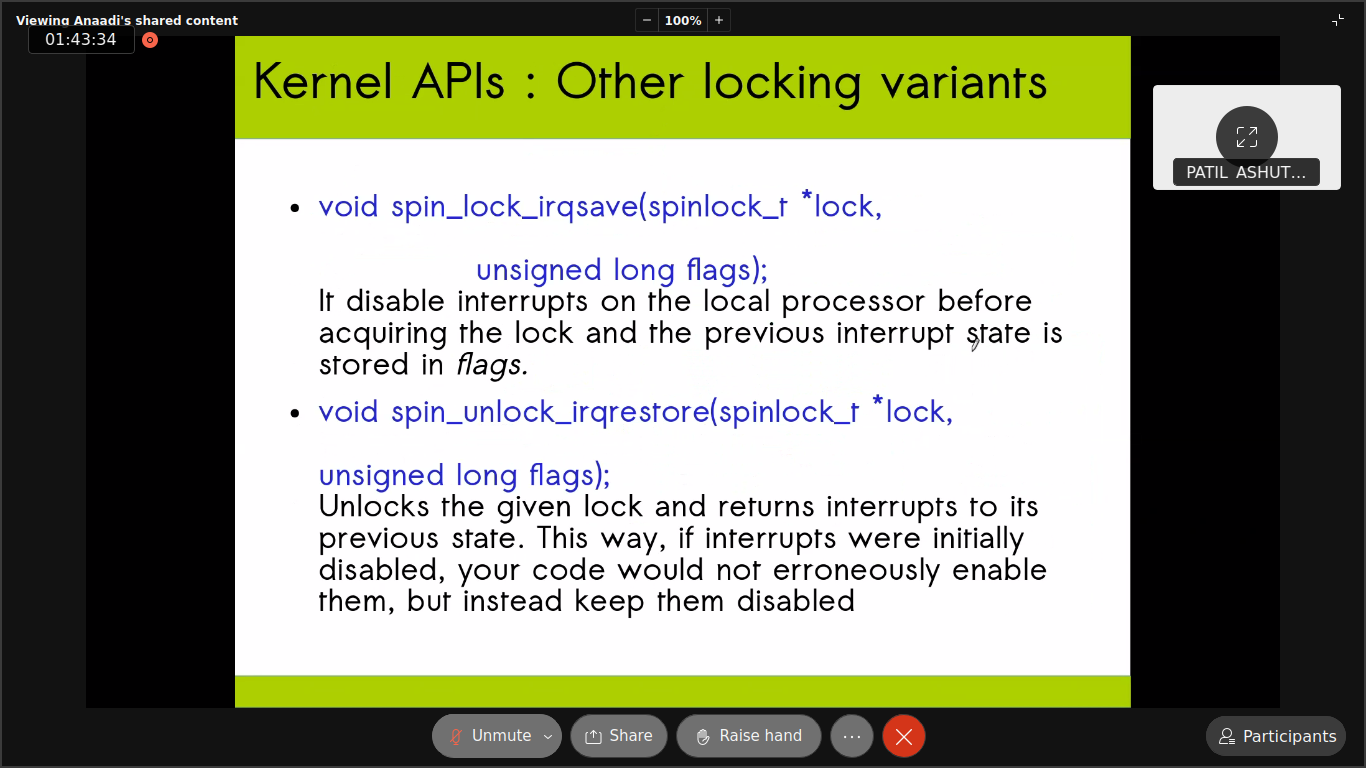 Viewing Anaadi's shared content
− 100% +
01:43:34
Kernel APIs : Other locking variants
PATIL ASHUT...
• void spin_lock_irqsave(spinlock_t *lock,
unsigned long flags);
It disable interrupts on the local processor before
acquiring the lock and the previous interrupt state is
stored in flags.
• void spin_unlock_irqrestore(spinlock_t *lock,
unsigned long flags);
Unlocks the given lock and returns interrupts to its
previous state. This way, if interrupts were initially
disabled, your code would not erroneously enable
them, but instead keep them disabled
Unmute Share Raise hand ... Participants